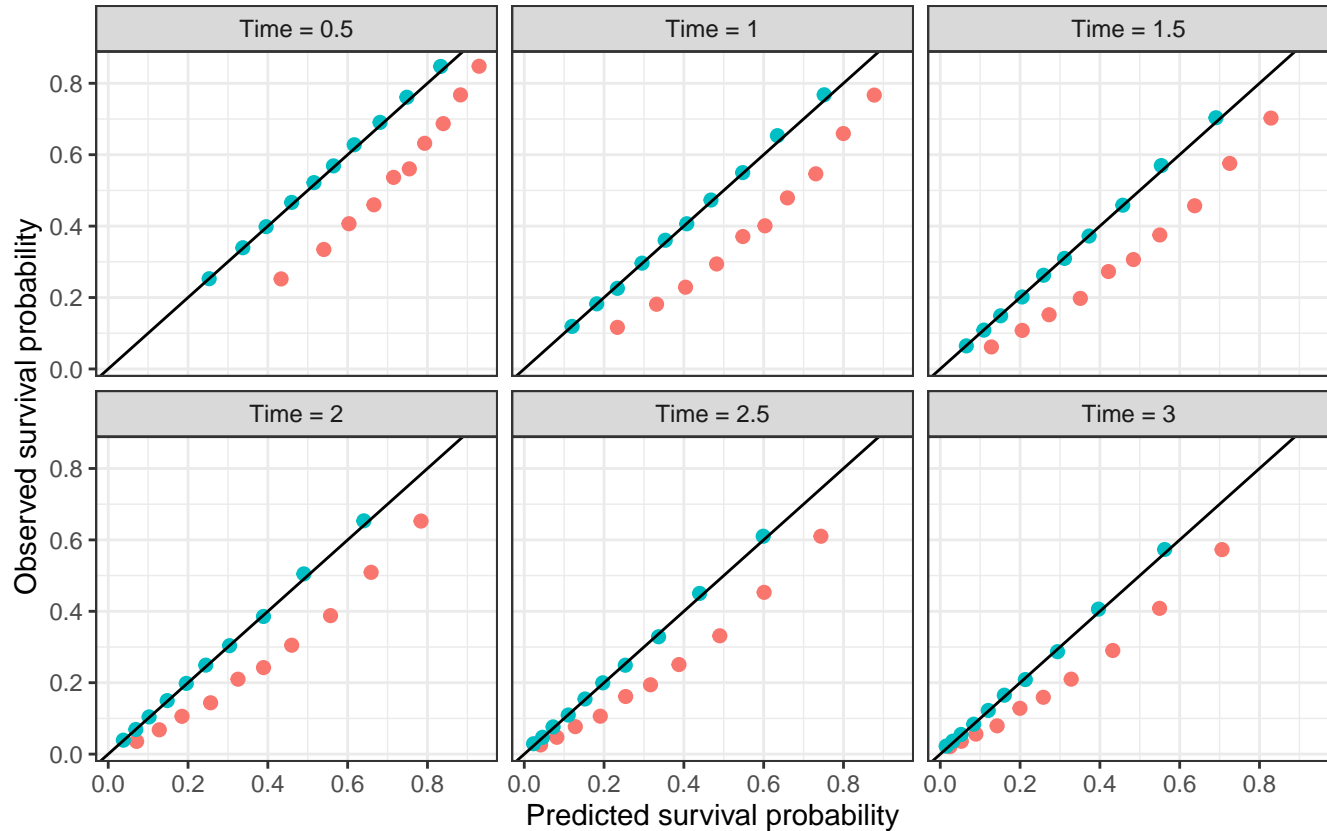 Time = 0.5
Time = 1
Time = 1.5
0.8
0.6
0.4
0.2
0.0
Time = 2
Time = 2.5
Time = 3
0.8
0.6
0.4
0.2
0.0
0.0 0.2 0.4 0.6 0.8
0.0 0.2 0.4 0.6 0.8
0.0 0.2 0.4 0.6 0.8
Observed survival probability
Predicted survival probability